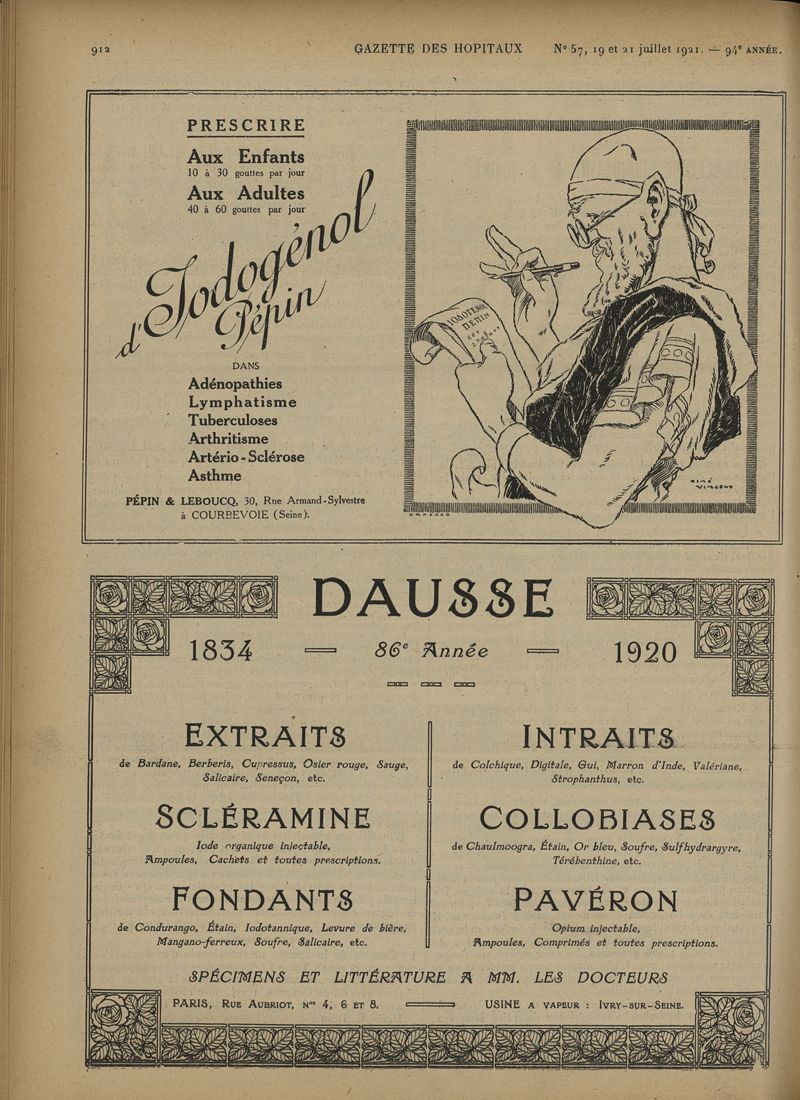 912 GAZETTE DES HOPITAUX N° 57, 19 et 21 juillet 1921. — 94e ANNÉE.
PRESCRIRE
Aux Enfants
10 à 30 gouttes par jour
Aux Adultes
40 à 60 gouttes par jour
d'Iodogénol
Pépin
DANS
Adénopathies
Lymphatisme
Tuberculoses
Arthritisme
Artério-Sclérose
Asthme
PÉPIN & LEBOUCQ, 30, Rue Armand-Sylvestre
à COURBEVOIE (Seine).
IODOGENOL
PEPIN
RENÉ
VINCENT
DAUSSE
1834 — 86e Année — 1920
EXTRAITS
de Bardane, Berberis, Cupressus, Osier rouge, Sauge,
Salicaire, Seneçon, etc.
SCLÉRAMINE
Iode organique injectable,
Ampoules, Cachets et toutes prescriptions.
FONDANTS
de Condurango, Étain, Iodotannique, Levure de bière,
Mangano-ferreux, Soufre, Salicaire, etc.
INTRAITS
de Colchique, Digitale, Gui, Marron d'Inde, Valériane,
Strophanthus, etc.
COLLOBIASES
de Chaulmoogra, Étain, Or bleu, Soufre, Sulfhydrargyre,
Térébenthine, etc.
PAVÉRON
Opium injectable,
Ampoules, Comprimés et toutes prescriptions.
SPÉCIMENS ET LITTÉRATURE A MM. LES DOCTEURS
PARIS, RUE AUBRIOT, Nos 4, 6 ET 8. — USINE A VAPEUR : IVRY-SUR-SEINE.